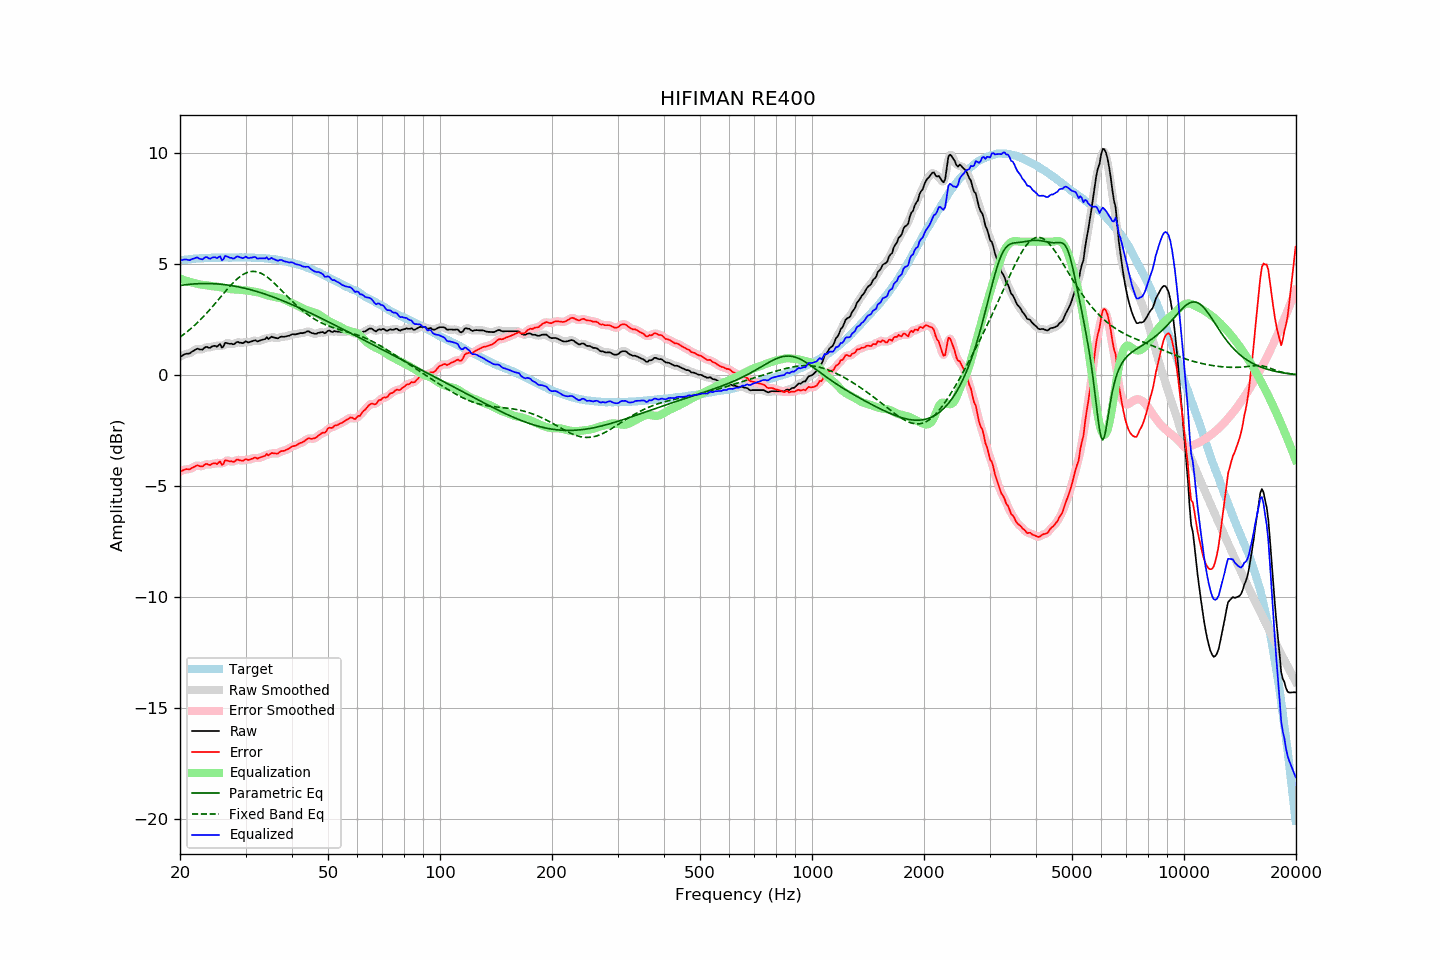 HIFIMAN RE400
Amplitude (dBr)
10
5
0
−5
−10
−15
−20
Target
Raw Smoothed
Error Smoothed
Raw
Error
Equalization
Parametric Eq
Fixed Band Eq
Equalized
20 50 100 200 500 1000 2000 5000 10000 20000
Frequency (Hz)